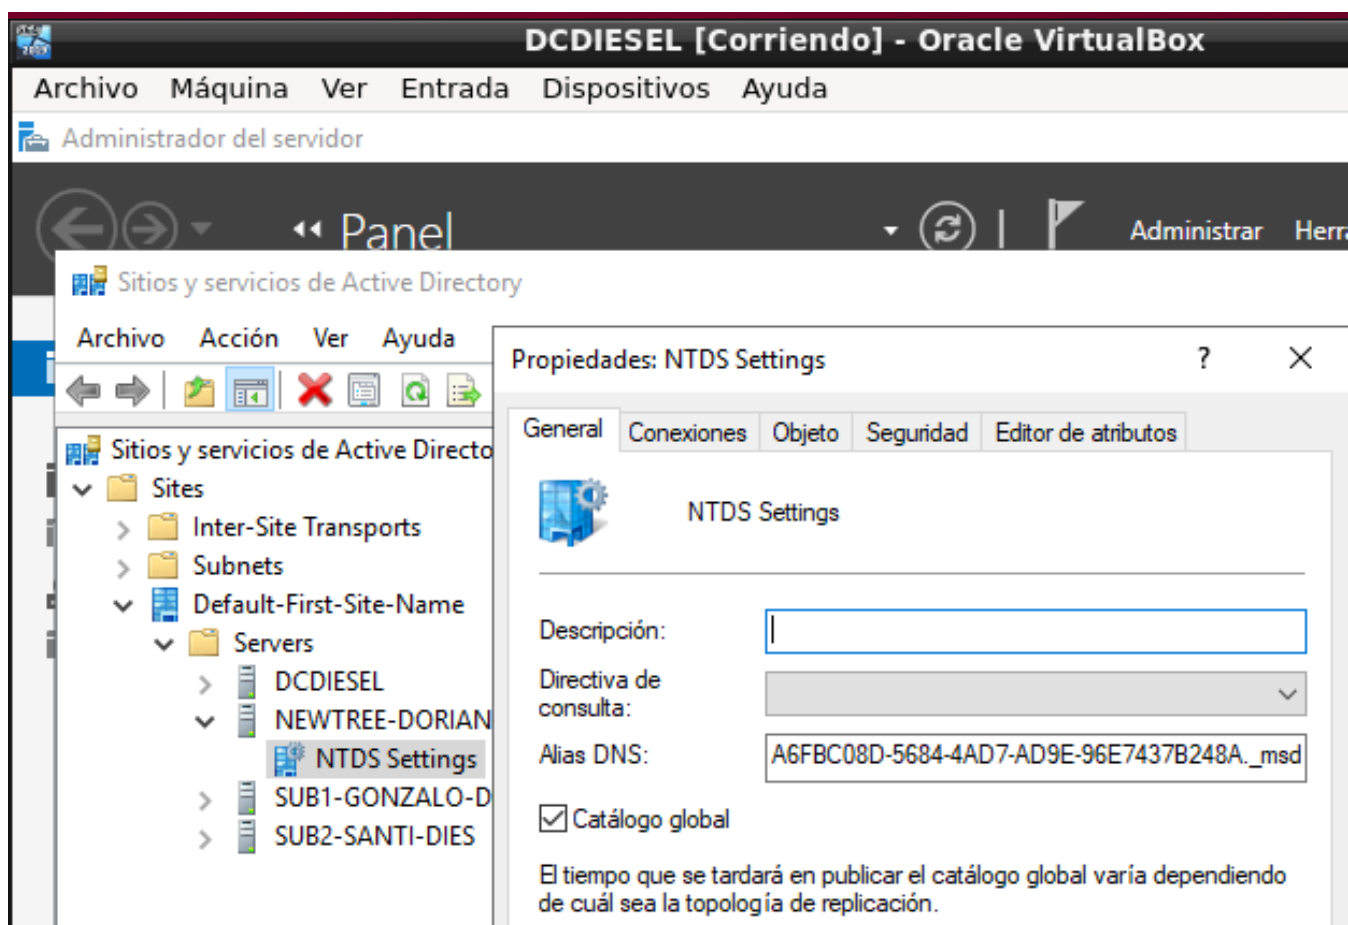 DCDIESEL [Corriendo] - Oracle VirtualBox
Archivo Máquina Ver Entrada Dispositivos Ayuda
Administrador del servidor
Panel
Administrar Herra
Sitios y servicios de Active Directory
Archivo Acción Ver Ayuda
Sitios y servicios de Active Directo
Sites
Inter-Site Transports
Subnets
Default-First-Site-Name
Servers
DCDIESEL
NEWTREE-DORIAN
NTDS Settings
SUB1-GONZALO-D
SUB2-SANTI-DIES
Propiedades: NTDS Settings
General Conexiones Objeto Seguridad Editor de atributos
NTDS Settings
Descripción:
Directiva de
consulta:
Alias DNS: A6FBC08D-5684-4AD7-AD9E-96E7437B248A._msd
Catálogo global
El tiempo que se tardará en publicar el catálogo global varía dependiendo
de cuál sea la topología de replicación.